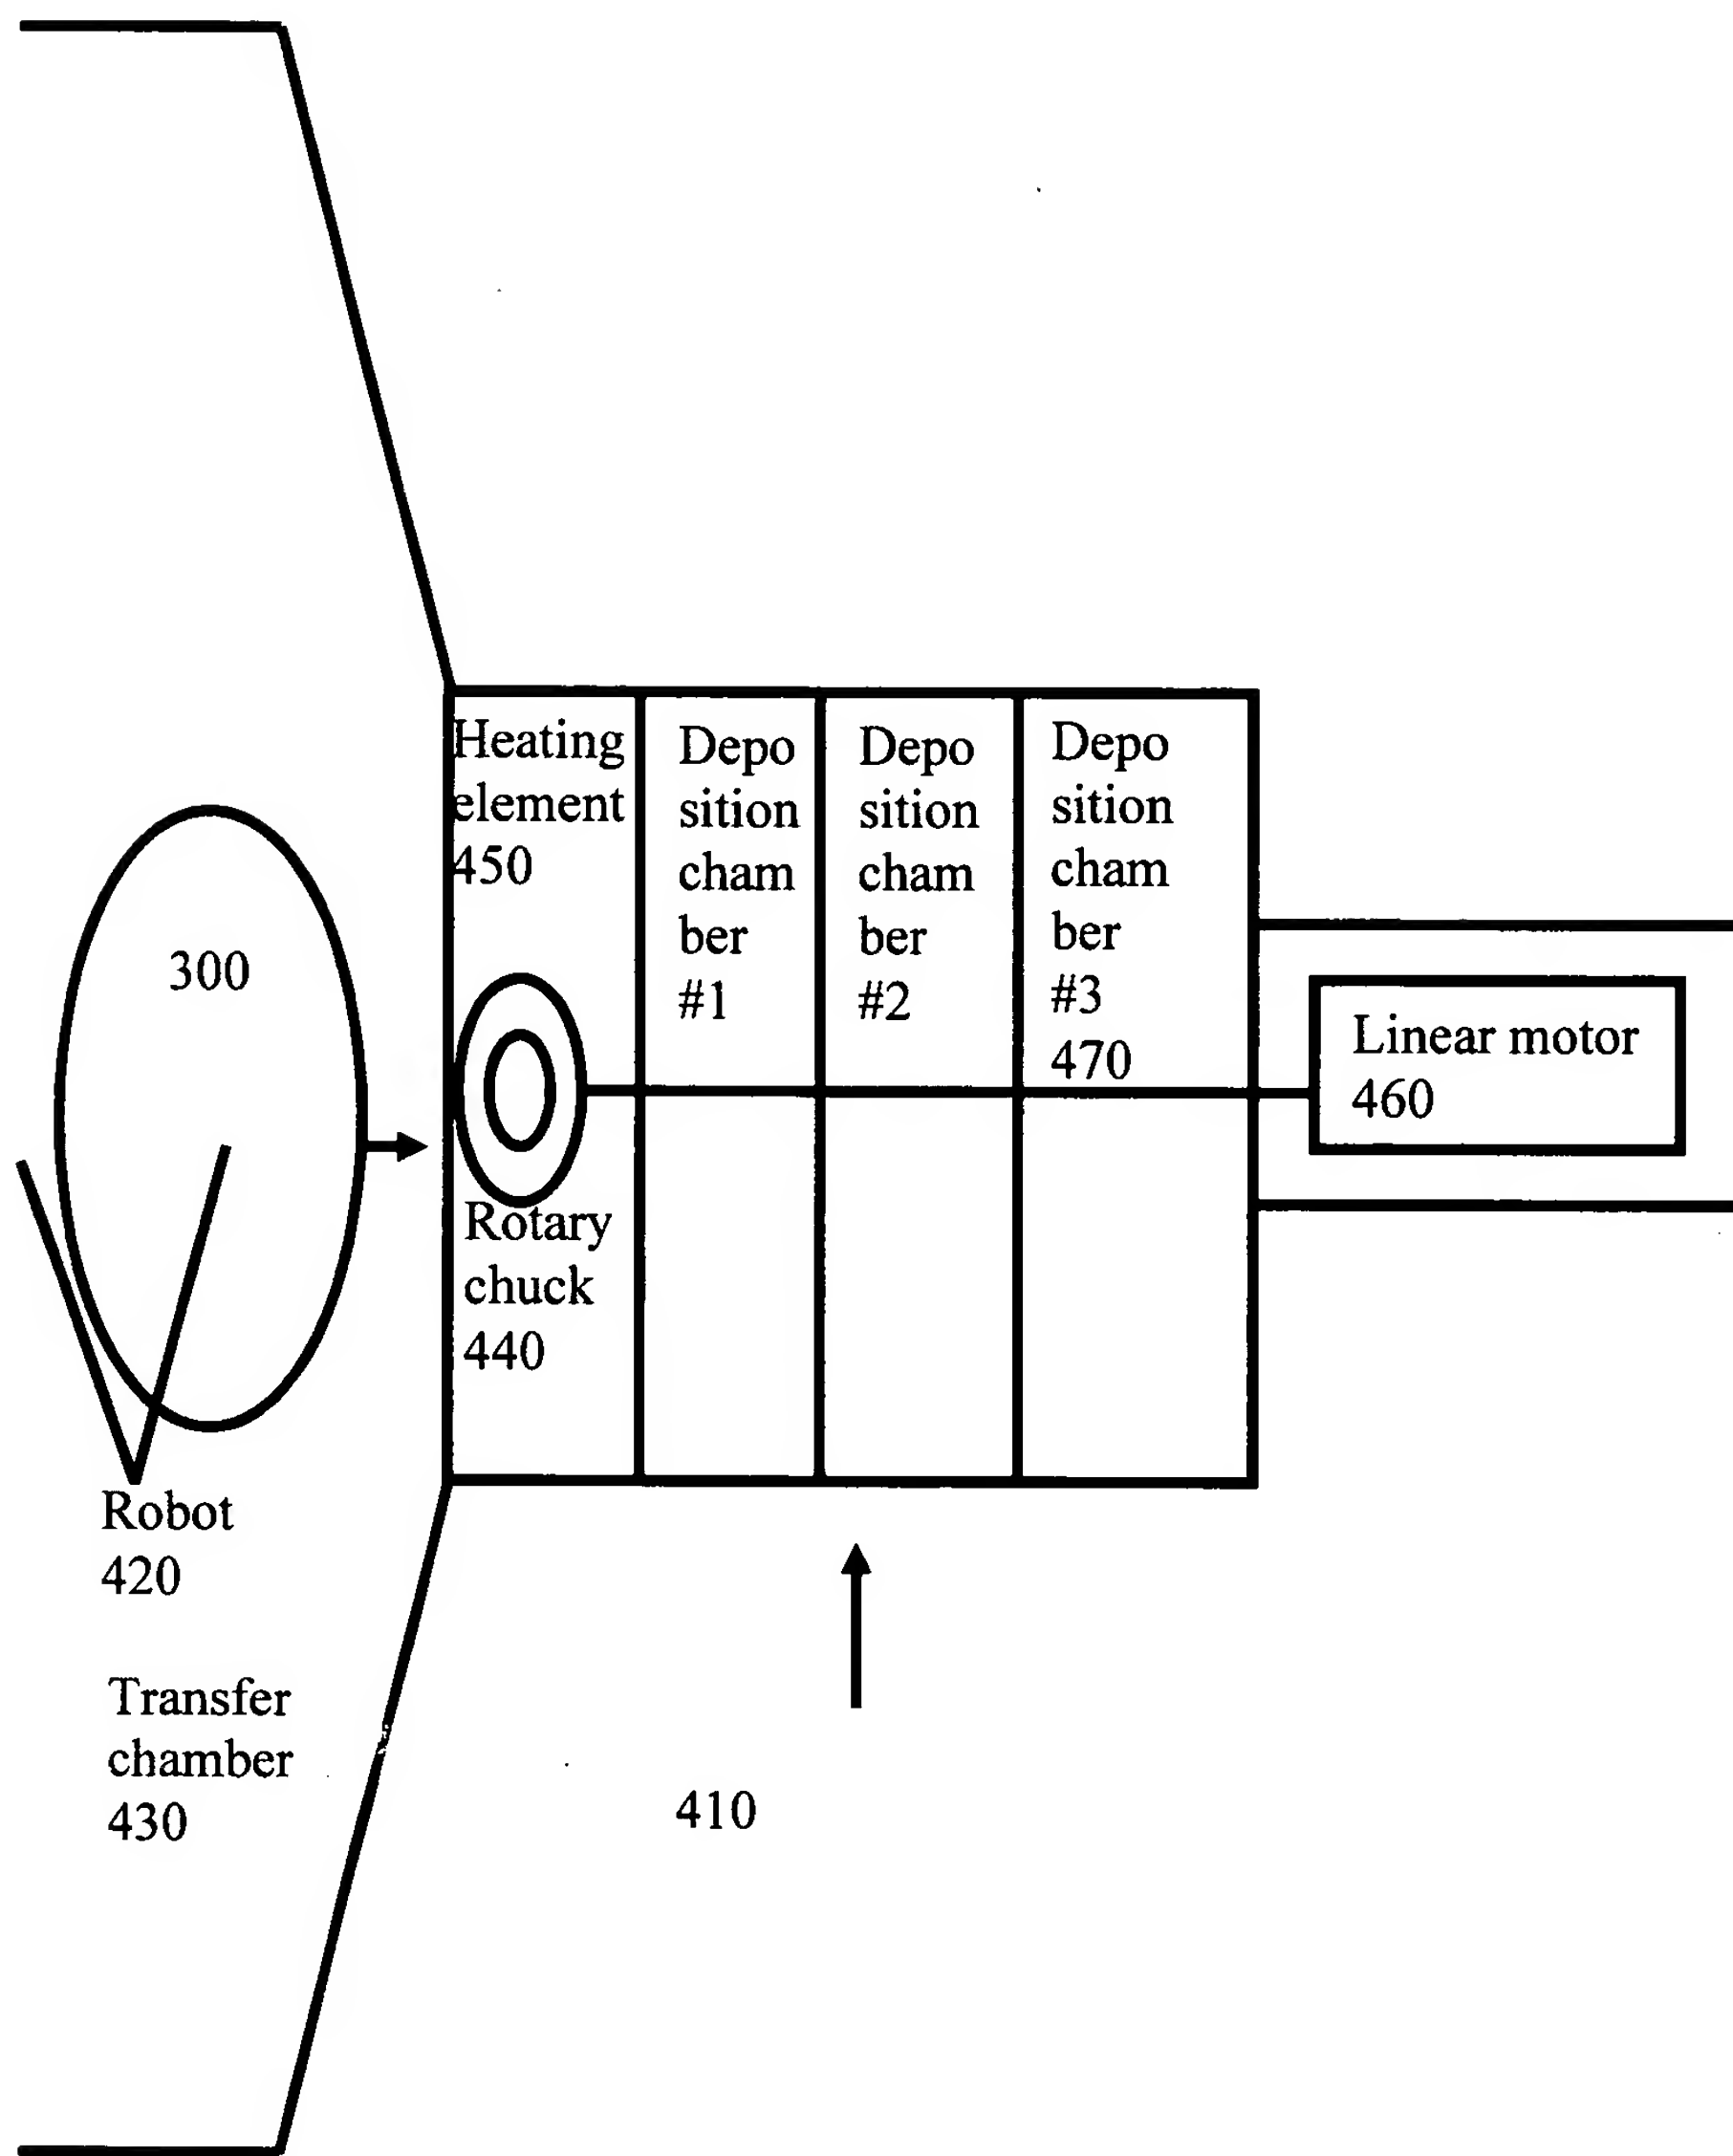 Heating
element
450
Depo
sition
cham
ber
#1
Depo
sition
cham
ber
#2
Depo
sition
cham
ber
#3
470
300
Linear motor
460
Rotary
chuck
440
Robot
420
Transfer
chamber
430
410